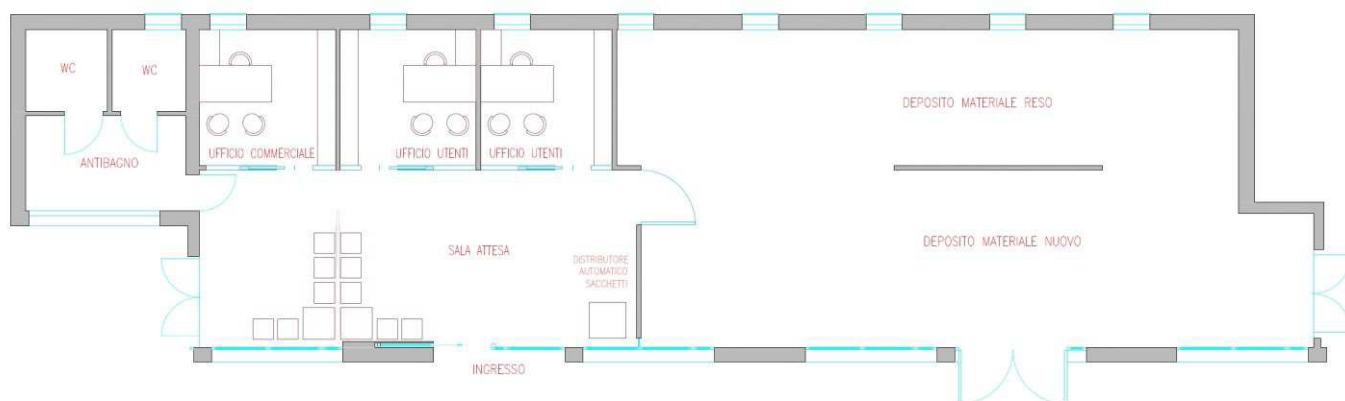 WC
WC
DEPOSITO MATERIALE RESO
UFFICIO COMMERCIALE
UFFICIO UTENTI
UFFICIO UTENTI
ANTIBAGNO
SALA ATTESA
DEPOSITO MATERIALE NUOVO
DISTRIBUTORE
AUTOMATICO
SACCHETTI
INGRESSO